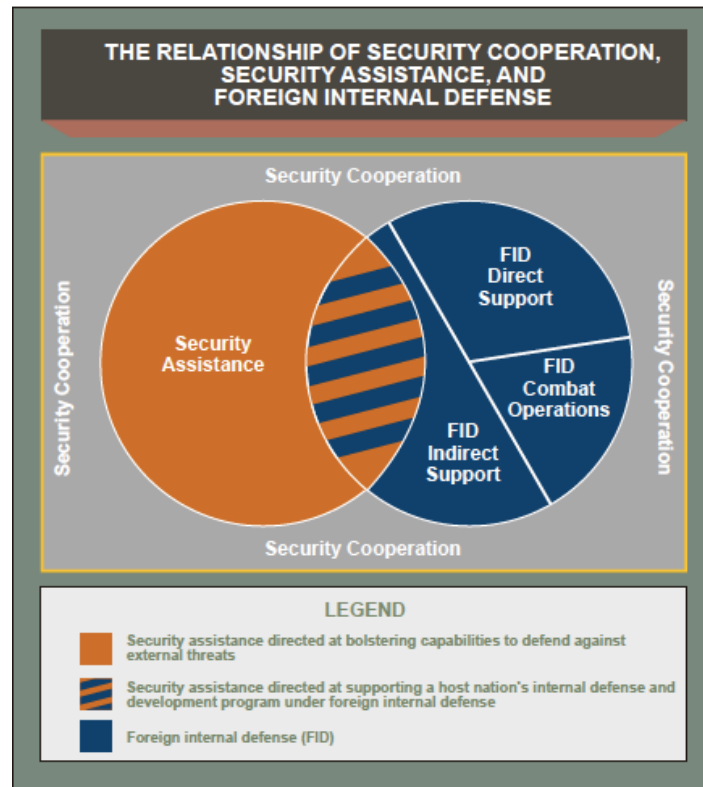 THE RELATIONSHIP OF SECURITY COOPERATION,
SECURITY ASSISTANCE, AND
FOREIGN INTERNAL DEFENSE
Security Cooperation
Security Cooperation
Security
Assistance
FID
Direct
Support
FID
Combat
Operations
FID
Indirect
Support
Security Cooperation
Security Cooperation
LEGEND
Security assistance directed at bolstering capabilities to defend against
external threats
Security assistance directed at supporting a host nation's internal defense and
development program under foreign internal defense
Foreign internal defense (FID)